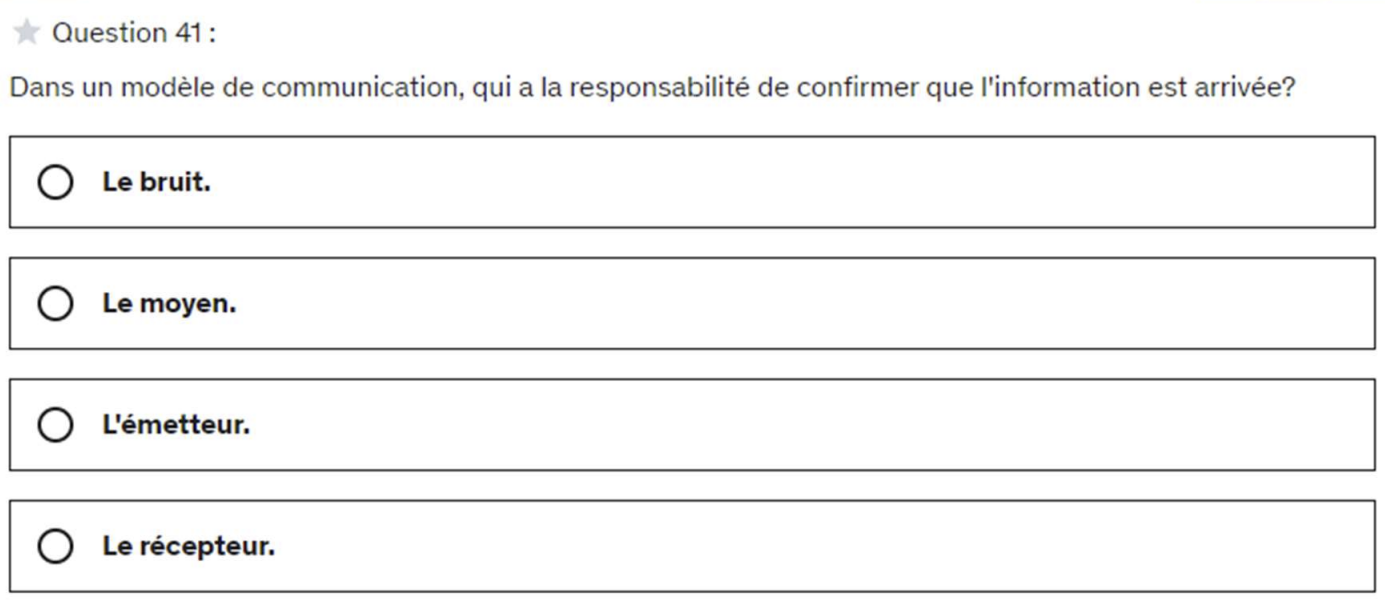 Question 41 :
Dans un modèle de communication, qui a la responsabilité de confirmer que l'information est arrivée?
Le bruit.
Le moyen.
L'émetteur.
Le récepteur.